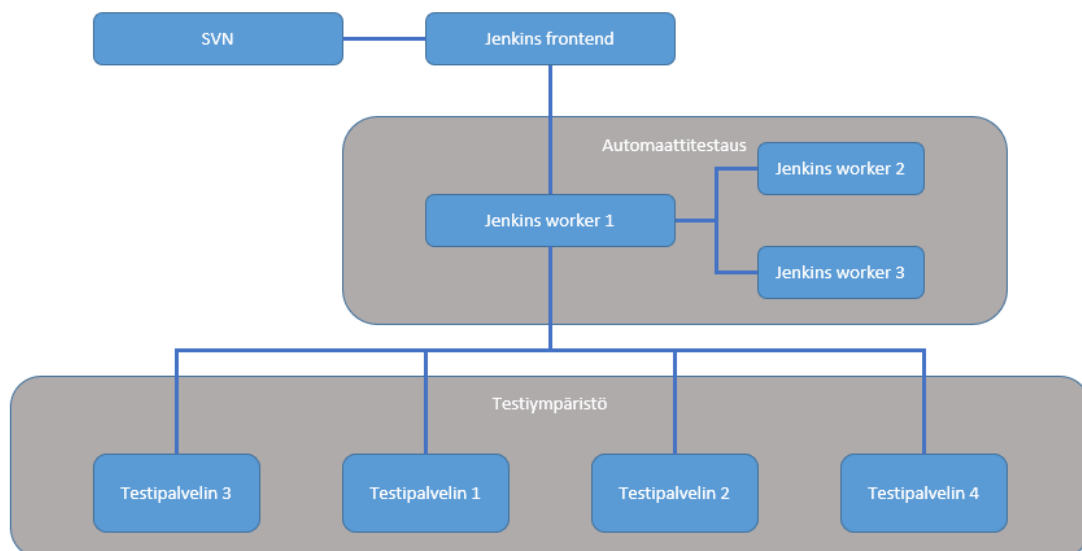 SVN
Jenkins frontend
Automaattitestaus
Jenkins worker 2
Jenkins worker 1
Jenkins worker 3
Testiympäristö
Testipalvelin 3
Testipalvelin 1
Testipalvelin 2
Testipalvelin 4